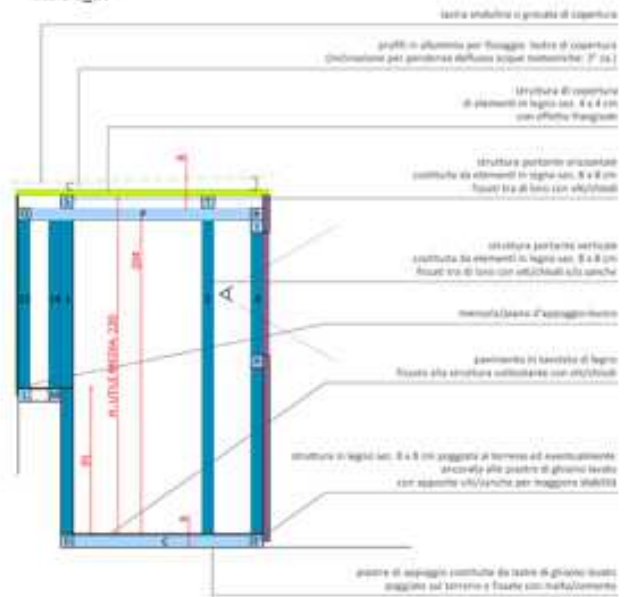 lastra ondulina o grecata di copertura
profili in alluminio per fissaggio lastre di copertura
(inclinazione per pendenza deflusso acque meteoriche: 3° ca.)
struttura di copertura
di elementi in legno sez. 4 x 4 cm
con effetto frangisole
struttura portante orizzontale
costituita da elementi in legno sez. 8 x 8 cm
fissati tra di loro con viti/chiodi
struttura portante verticale
costituita da elementi in legno sez. 8 x 8 cm
fissati tra di loro con viti/chiodi e/o zanche
mensola/piano d'appoggio-lavoro
pavimento in tavolato di legno
fissato alla struttura sottostante con viti/chiodi
struttura in legno sez. 8 x 8 cm poggiata al terreno ed eventualmente
ancorata alle piastre di ghiaino lavato
con apposite viti/zanche per maggiore stabilità
piastre di appoggio costituite da lastre di ghiaino lavato
poggiate sul terreno e fissate con malta/cemento
H. UTILE MEDIA: 220
204
A
8
8
F
C